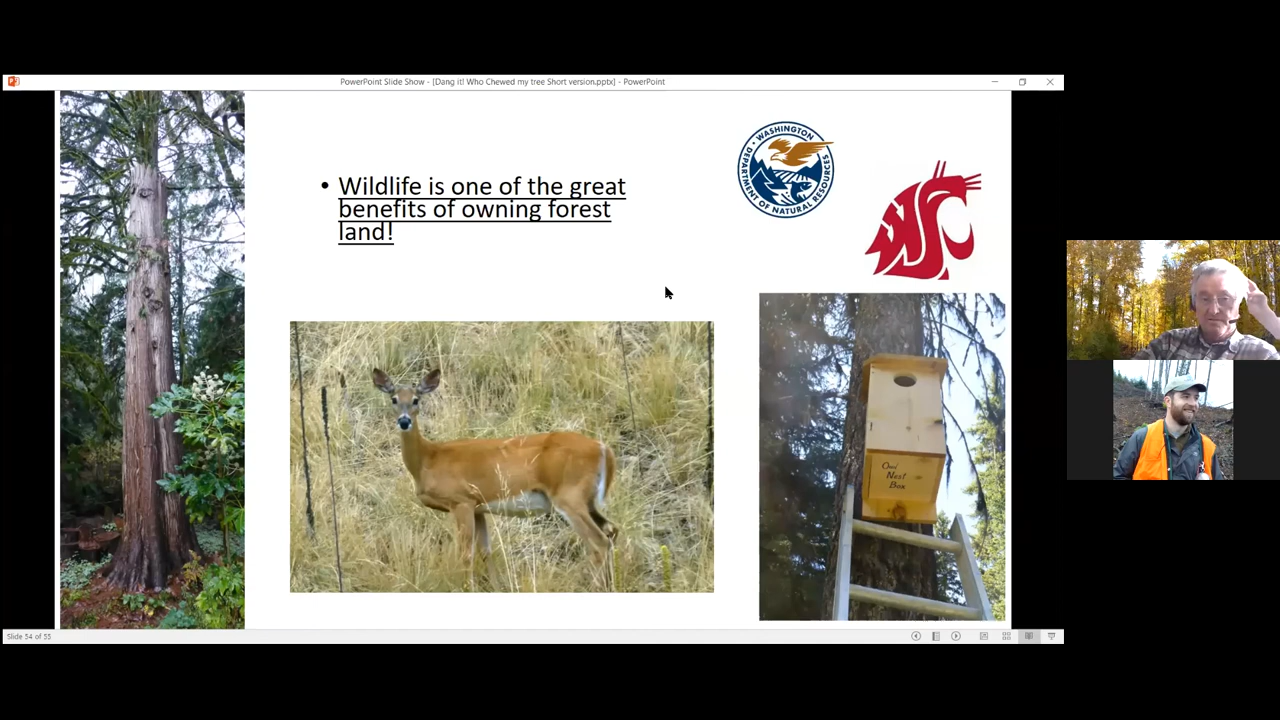 PowerPoint Slide Show - [Dang it! Who Chewed my tree Short version.pptx] - PowerPoint
• Wildlife is one of the great
benefits of owning forest
land!
WASHINGTON
DEPARTMENT OF NATURAL RESOURCES
WSU
Owl
Nest
Box
Slide 54 of 55